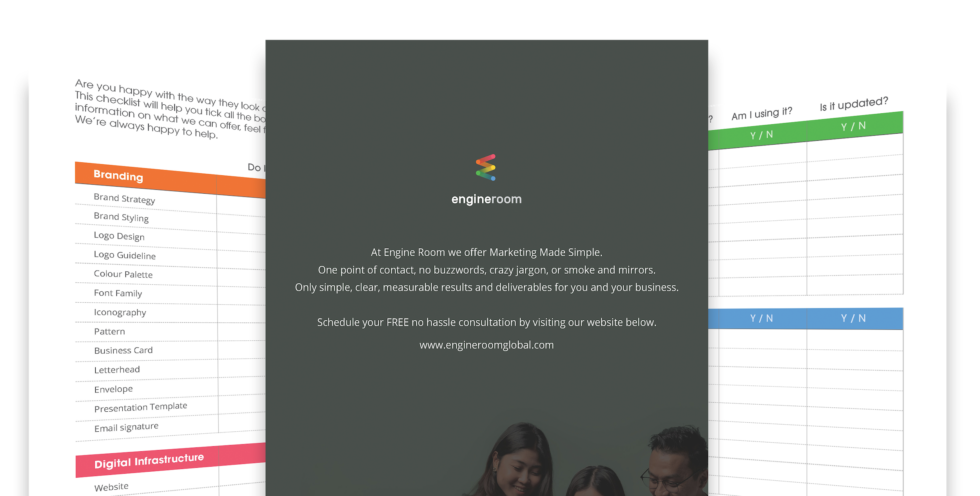 Are you happy with the way they look
This checklist will help you tick all the
information on what we can offer, feel
We're always happy to help.
Do
Branding
Brand Strategy
Brand Styling
Logo Design
Logo Guideline
Colour Palette
Font Family
Iconography
Pattern
Business Card
Letterhead
Envelope
Presentation Template
Email signature
Digital Infrastructure
Website
engineroom
At Engine Room we offer Marketing Made Simple.
One point of contact, no buzzwords, crazy jargon, or smoke and mirrors.
Only simple, clear, measurable results and deliverables for you and your business.
Schedule your FREE no hassle consultation by visiting our website below.
www.engineroomglobal.com
? Am I using it? Is it updated?
Y / N Y / N
Y / N Y / N